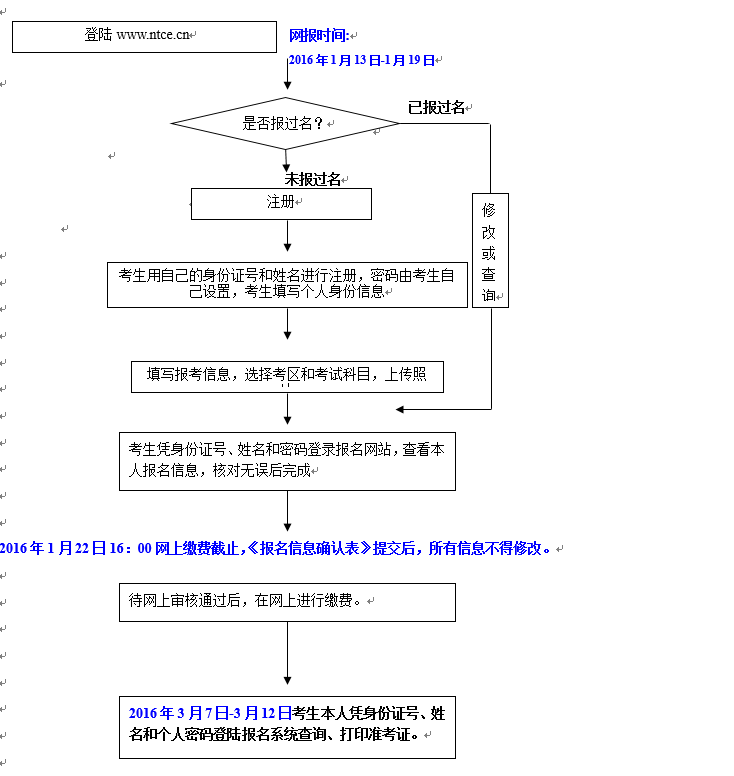 登陆 www.ntce.cn
网报时间:
2016年1月13日-1月19日
已报过名
是否报过名？
未报过名
注册
修
改
或
查
询
考生用自己的身份证号和姓名进行注册，密码由考生自
己设置，考生填写个人身份信息
填写报考信息，选择考区和考试科目，上传照
考生凭身份证号、姓名和密码登录报名网站，查看本
人报名信息，核对无误后完成
2016年1月22日16：00网上缴费截止，《报名信息确认表》提交后，所有信息不得修改。
待网上审核通过后，在网上进行缴费。
2016年3月7日-3月12日考生本人凭身份证号、姓
名和个人密码登陆报名系统查询、打印准考证。